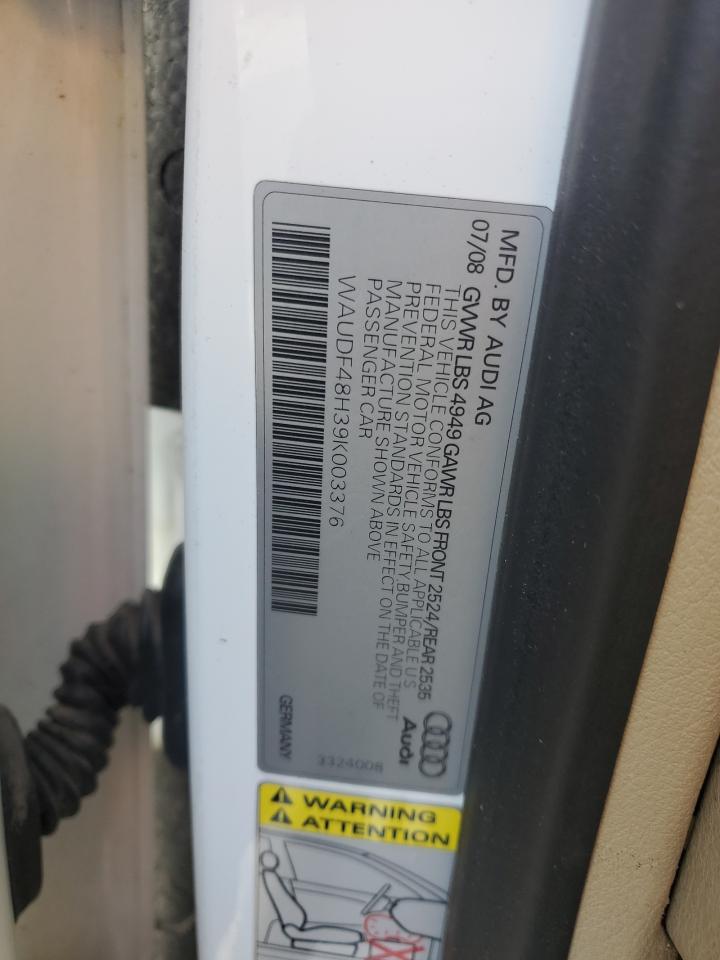 MFD. BY AUDI AG
07/08 GVWR LBS 4949 GAWR LBS FRONT 2524/REAR 2535
THIS VEHICLE CONFORMS TO ALL APPLICABLE U S
FEDERAL MOTOR VEHICLE SAFETY, BUMPER AND THEFT
PREVENTION STANDARDS IN EFFECT ON THE DATE OF
MANUFACTURE SHOWN ABOVE
PASSENGER CAR
WAUDF48H39K003376
Audi
3324008
GERMANY
WARNING
ATTENTION